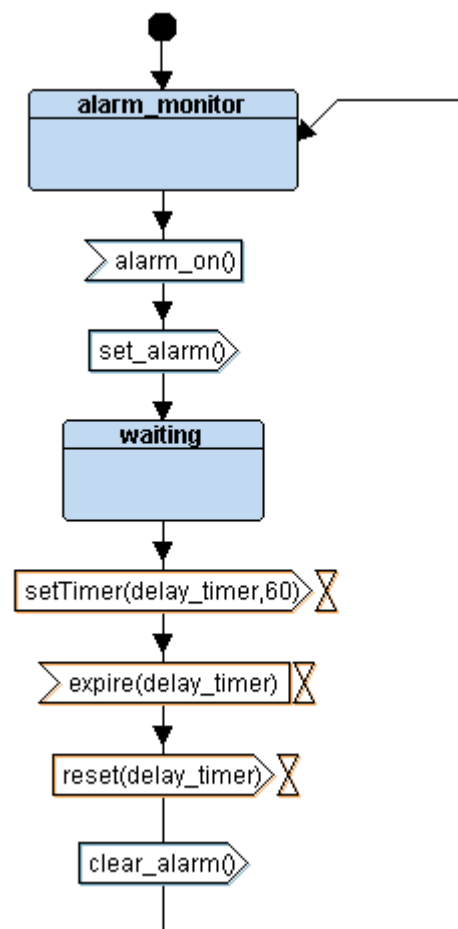 alarm_monitor
alarm_on()
set_alarm()
waiting
setTimer(delay_timer,60)
expire(delay_timer)
reset(delay_timer)
clear_alarm()